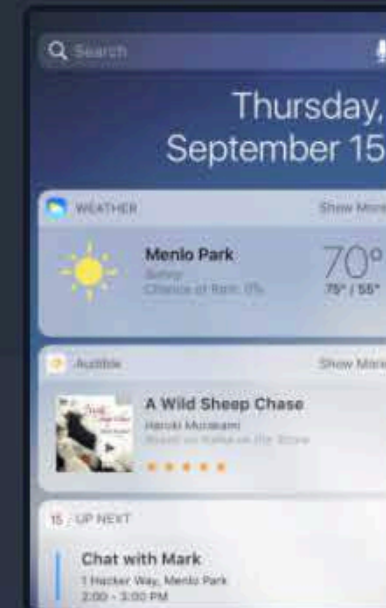 Search
Thursday,
September 15
WEATHER Show More
Menlo Park 70°
Sunny 75° / 55°
Chance of Rain: 0%
Audible Show More
A Wild Sheep Chase
Haruki Murakami
15 UP NEXT
Chat with Mark
1 Hacker Way, Menlo Park
2:00 - 3:00 PM